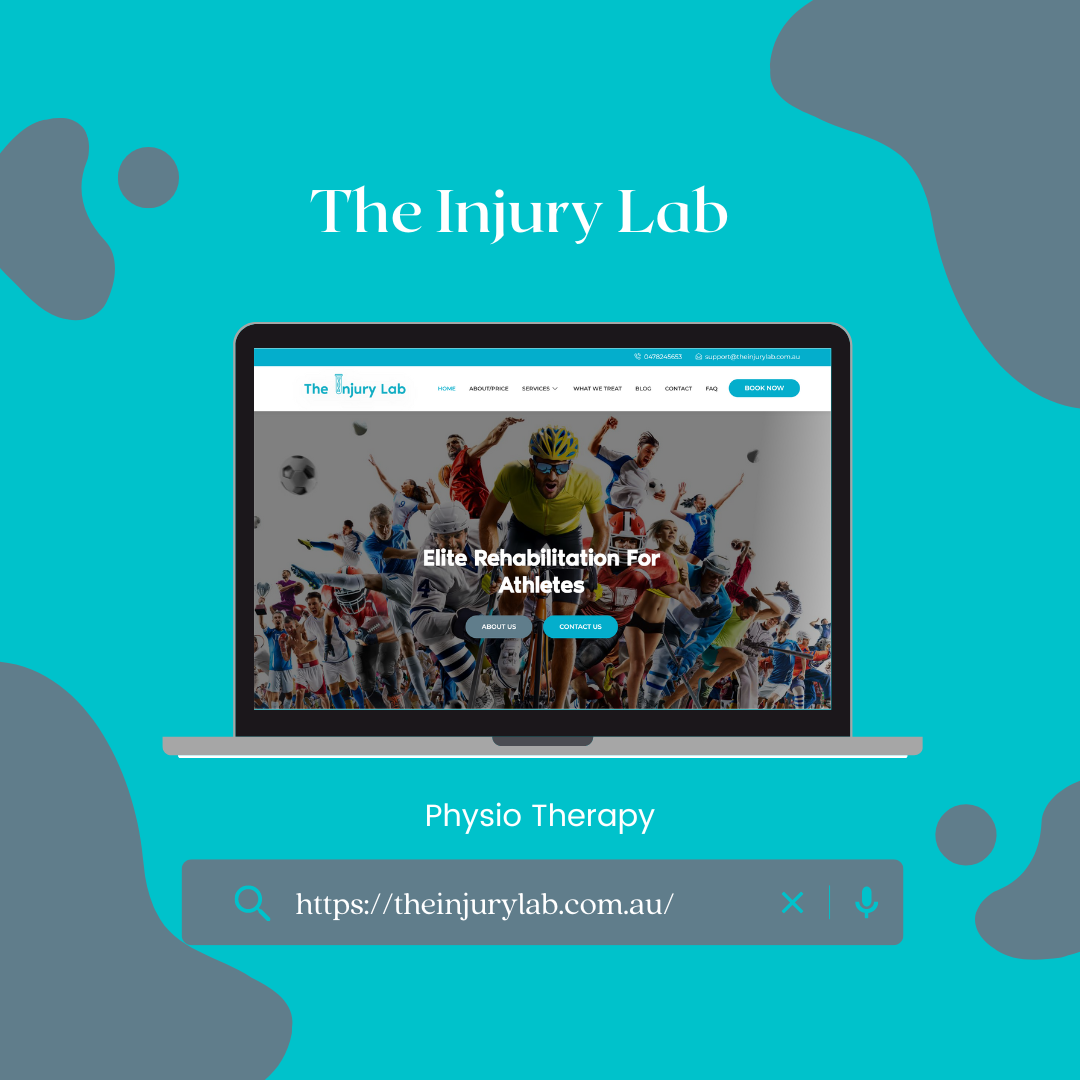 The Injury Lab
0478245653 support@theinjurylab.com.au
The Injury Lab HOME ABOUT/PRICE SERVICES WHAT WE TREAT BLOG CONTACT FAQ BOOK NOW
Elite Rehabilitation For
Athletes
ABOUT US CONTACT US
Physio Therapy
https://theinjurylab.com.au/